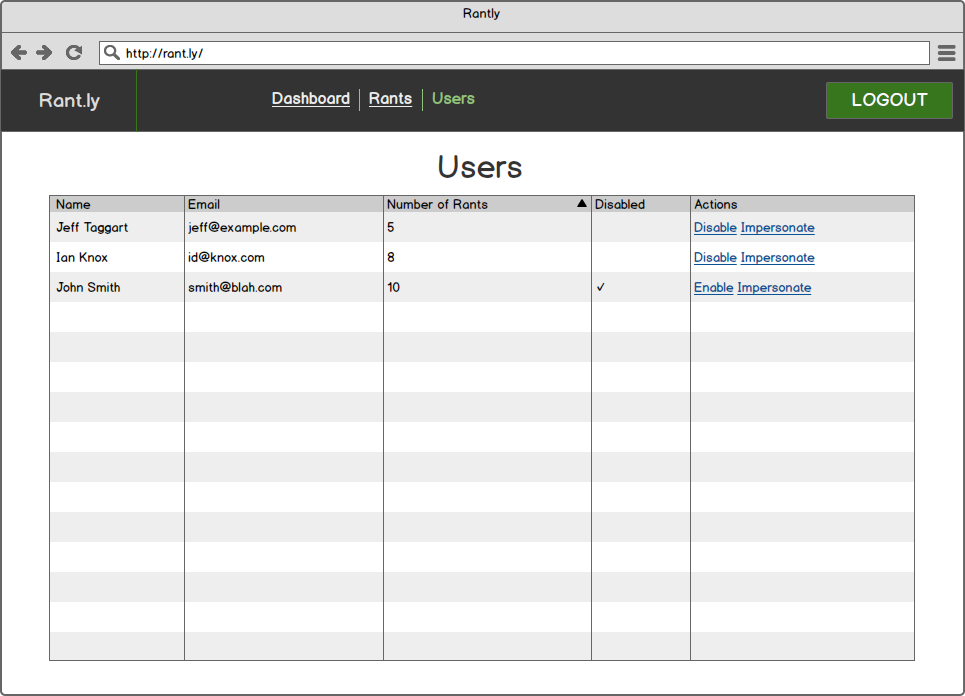 Rantly
http://rant.ly/
Rant.ly Dashboard Rants Users LOGOUT
Users
Name Email Number of Rants ▲ Disabled Actions
Jeff Taggart jeff@example.com 5 Disable Impersonate
Ian Knox id@knox.com 8 Disable Impersonate
John Smith smith@blah.com 10 ✓ Enable Impersonate